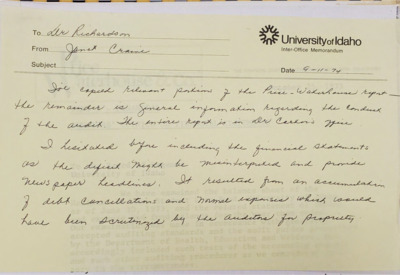 To Dr Richardson
University of Idaho
Inter-Office Memorandum
From Janet Crane
Subject
Date 9-11-74
I've copied relevant portion of the Price-Waterhouse report -
the remainder is general information regarding the conduct
of the audit. The entire report is in Dr Carlson's office
I hesitated before including the financial statements
as the deficit might be misinterpreted and provide
newspaper headlines. It resulted from an accumulation
of debt cancellations and normal expenses which would
have been scrutinized by the auditors for propriety